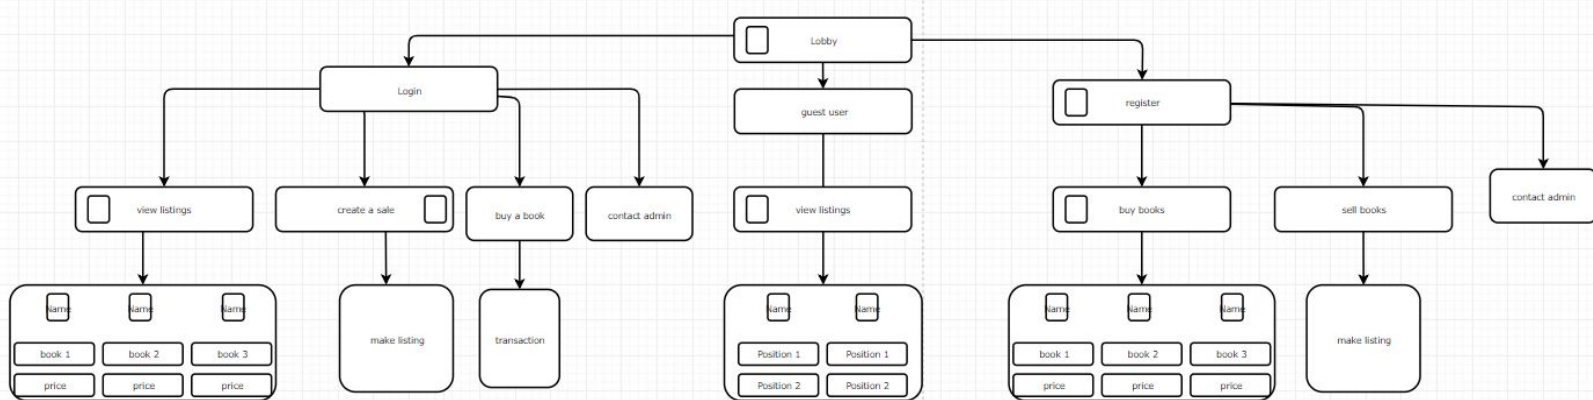 Lobby
Login
guest user
register
view listings
create a sale
buy a book
contact admin
view listings
buy books
sell books
contact admin
Name Name Name
book 1 book 2 book 3
price price price
make listing
transaction
Name Name
Position 1 Position 1
Position 2 Position 2
Name Name Name
book 1 book 2 book 3
price price price
make listing